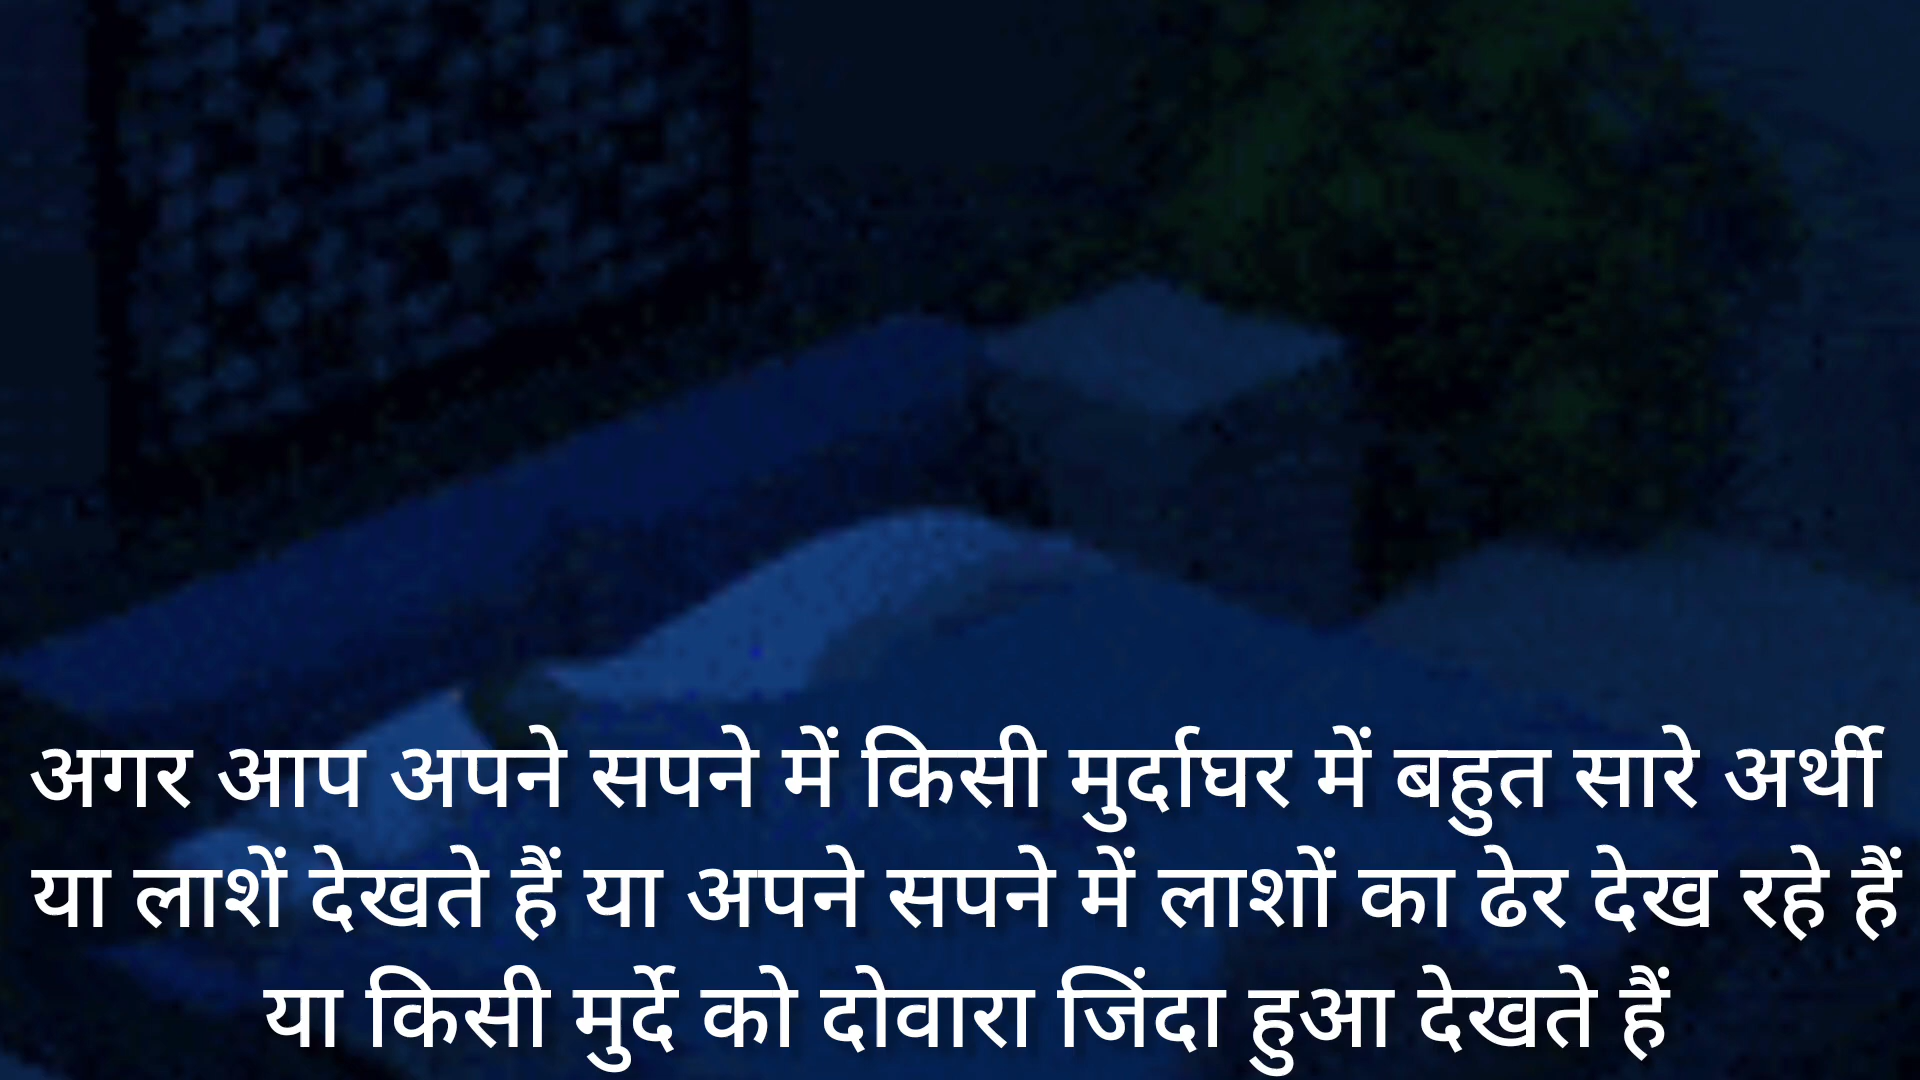 अगर आप अपने सपने में किसी मुर्दाघर में बहुत सारे अर्थी
या लाशें देखते हैं या अपने सपने में लाशों का ढेर देख रहे हैं
या किसी मुर्दे को दोवारा जिंदा हुआ देखते हैं